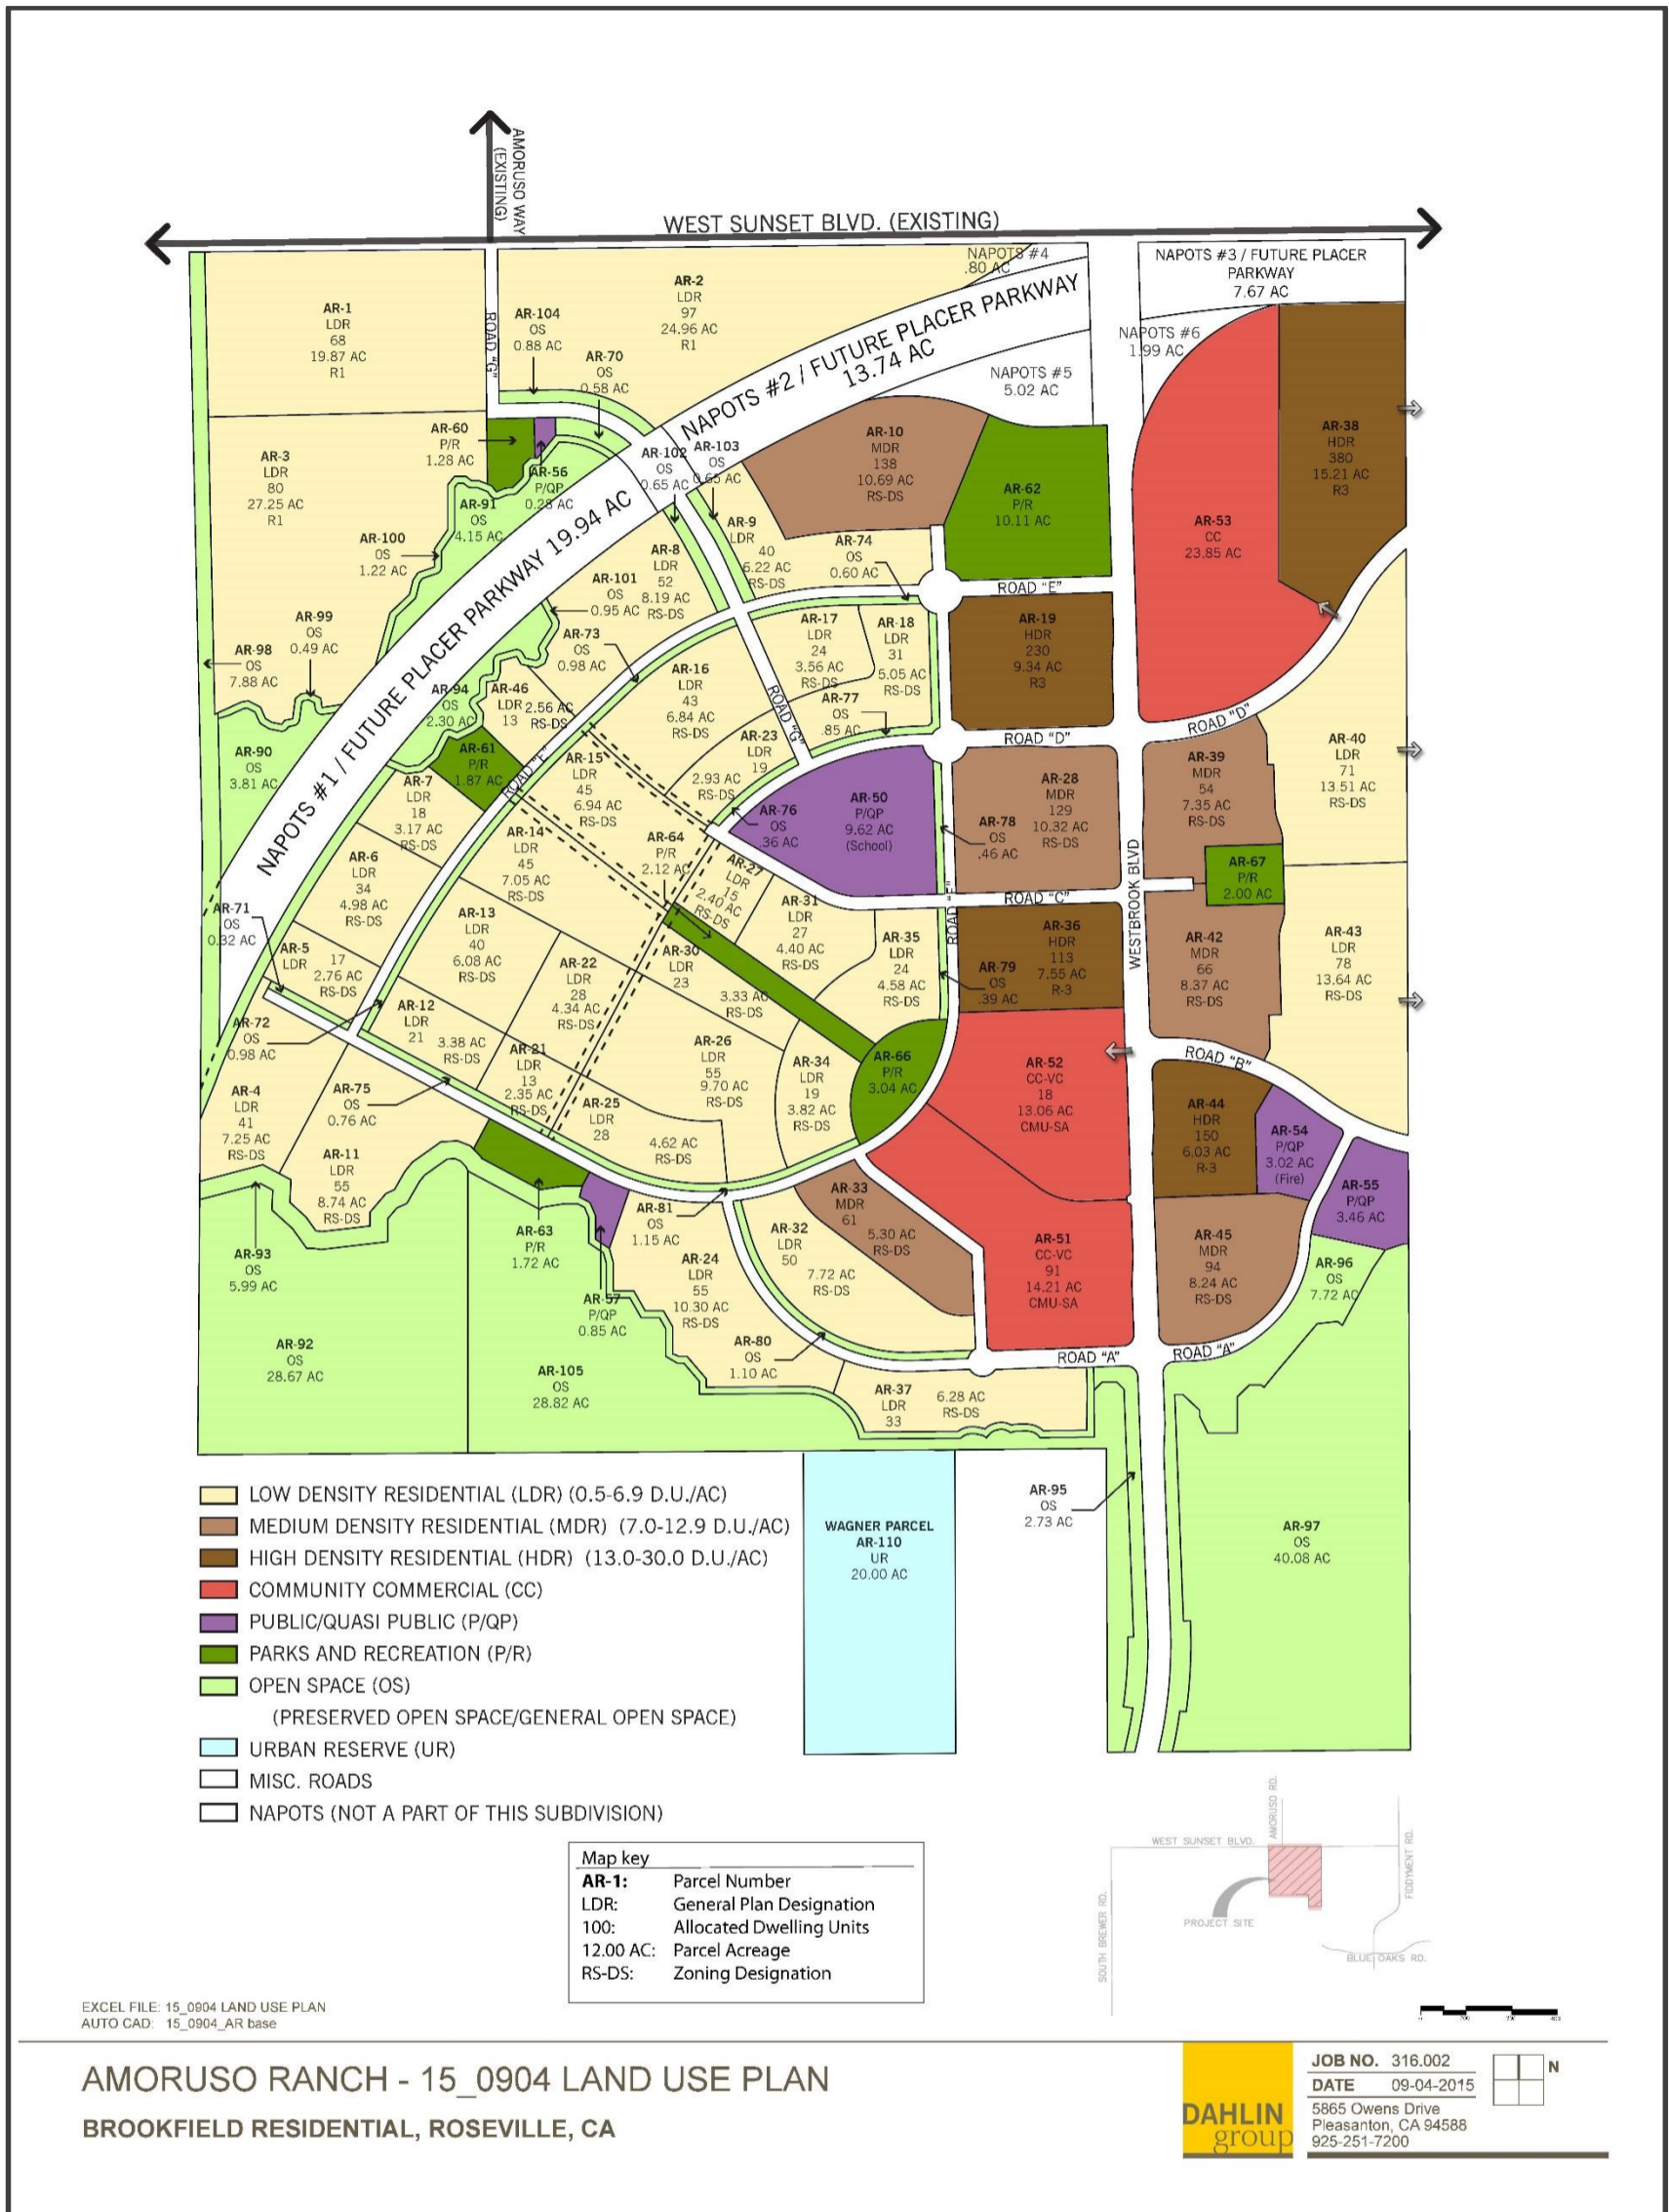 AMORUSO WAY
(EXISTING)
WEST SUNSET BLVD. (EXISTING)
AR-1
LDR
68
19.87 AC
R1
ROAD "G"
AR-2
LDR
97
24.96 AC
R1
NAPOTS #4
.80 AC
NAPOTS #3 / FUTURE PLACER
PARKWAY
7.67 AC
AR-104
OS
0.88 AC
AR-70
OS
0.58 AC
NAPOTS #2 / FUTURE PLACER PARKWAY
13.74 AC
NAPOTS #6
1.99 AC
NAPOTS #5
5.02 AC
AR-3
LDR
80
27.25 AC
R1
AR-60
P/R
1.28 AC
AR-56
P/QP
0.28 AC
AR-91
OS
4.15 AC
AR-102
OS
0.65 AC
AR-103
OS
0.65 AC
AR-10
MDR
138
10.69 AC
RS-DS
AR-62
P/R
10.11 AC
AR-53
CC
23.85 AC
AR-38
HDR
380
15.21 AC
R3
AR-100
OS
1.22 AC
NAPOTS #1 / FUTURE PLACER PARKWAY 19.94 AC
AR-9
LDR
40
6.22 AC
RS-DS
AR-8
LDR
52
8.19 AC
RS-DS
AR-74
OS
0.60 AC
AR-101
OS
0.95 AC
ROAD "E"
AR-99
OS
0.49 AC
AR-98
OS
7.88 AC
AR-73
OS
0.98 AC
AR-17
LDR
24
3.56 AC
RS-DS
AR-18
LDR
31
5.05 AC
RS-DS
AR-19
HDR
230
9.34 AC
R3
AR-94
OS
2.30 AC
AR-46
LDR
13
2.56 AC
RS-DS
AR-16
LDR
43
6.84 AC
RS-DS
ROAD "G"
AR-77
OS
.85 AC
ROAD "D"
ROAD "D"
AR-90
OS
3.81 AC
AR-61
P/R
1.87 AC
AR-23
LDR
19
2.93 AC
RS-DS
AR-15
LDR
45
6.94 AC
RS-DS
AR-7
LDR
18
3.17 AC
RS-DS
AR-76
OS
.36 AC
AR-50
P/QP
9.62 AC
(School)
AR-28
MDR
129
10.32 AC
RS-DS
AR-78
OS
.46 AC
AR-39
MDR
54
7.35 AC
RS-DS
AR-40
LDR
71
13.51 AC
RS-DS
AR-14
LDR
45
7.05 AC
RS-DS
AR-64
P/R
2.12 AC
AR-27
LDR
15
2.40 AC
RS-DS
AR-6
LDR
34
4.98 AC
RS-DS
WESTBROOK BLVD
AR-67
P/R
2.00 AC
ROAD "C"
AR-71
OS
0.32 AC
AR-31
LDR
27
4.40 AC
RS-DS
AR-13
LDR
40
6.08 AC
RS-DS
AR-35
LDR
24
4.58 AC
RS-DS
AR-36
HDR
113
7.55 AC
R-3
AR-79
OS
.39 AC
AR-42
MDR
66
8.37 AC
RS-DS
AR-43
LDR
78
13.64 AC
RS-DS
AR-5
LDR
17
2.76 AC
RS-DS
AR-22
LDR
28
4.34 AC
RS-DS
AR-30
LDR
23
3.33 AC
RS-DS
AR-12
LDR
21
3.38 AC
RS-DS
AR-72
OS
0.98 AC
AR-26
LDR
55
9.70 AC
RS-DS
AR-21
LDR
13
2.35 AC
RS-DS
AR-34
LDR
19
3.82 AC
RS-DS
AR-66
P/R
3.04 AC
AR-52
CC-VC
18
13.06 AC
CMU-SA
ROAD "B"
AR-4
LDR
41
7.25 AC
RS-DS
AR-75
OS
0.76 AC
AR-25
LDR
28
4.62 AC
RS-DS
AR-44
HDR
150
6.03 AC
R-3
AR-54
P/QP
3.02 AC
(Fire)
AR-11
LDR
55
8.74 AC
RS-DS
AR-33
MDR
61
5.30 AC
RS-DS
AR-55
P/QP
3.46 AC
AR-81
OS
1.15 AC
AR-63
P/R
1.72 AC
AR-32
LDR
50
7.72 AC
RS-DS
AR-51
CC-VC
91
14.21 AC
CMU-SA
AR-45
MDR
94
8.24 AC
RS-DS
AR-93
OS
5.99 AC
AR-24
LDR
55
10.30 AC
RS-DS
AR-96
OS
7.72 AC
AR-57
P/QP
0.85 AC
AR-92
OS
28.67 AC
AR-80
OS
1.10 AC
ROAD "A"
ROAD "A"
AR-105
OS
28.82 AC
AR-37
LDR
33
6.28 AC
RS-DS
LOW DENSITY RESIDENTIAL (LDR) (0.5-6.9 D.U./AC)
MEDIUM DENSITY RESIDENTIAL (MDR) (7.0-12.9 D.U./AC)
HIGH DENSITY RESIDENTIAL (HDR) (13.0-30.0 D.U./AC)
COMMUNITY COMMERCIAL (CC)
PUBLIC/QUASI PUBLIC (P/QP)
PARKS AND RECREATION (P/R)
OPEN SPACE (OS)
(PRESERVED OPEN SPACE/GENERAL OPEN SPACE)
URBAN RESERVE (UR)
MISC. ROADS
NAPOTS (NOT A PART OF THIS SUBDIVISION)
WAGNER PARCEL
AR-110
UR
20.00 AC
AR-95
OS
2.73 AC
AR-97
OS
40.08 AC
Map key
AR-1: Parcel Number
LDR: General Plan Designation
100: Allocated Dwelling Units
12.00 AC: Parcel Acreage
RS-DS: Zoning Designation
WEST SUNSET BLVD.
AMORUSO RD.
FIDDYMENT RD.
SOUTH BREWER RD.
PROJECT SITE
BLUE OAKS RD.
EXCEL FILE: 15_0904 LAND USE PLAN
AUTO CAD: 15_0904_AR base
AMORUSO RANCH - 15_0904 LAND USE PLAN
BROOKFIELD RESIDENTIAL, ROSEVILLE, CA
DAHLIN
group
JOB NO. 316.002
DATE 09-04-2015
5865 Owens Drive
Pleasanton, CA 94588
925-251-7200
N